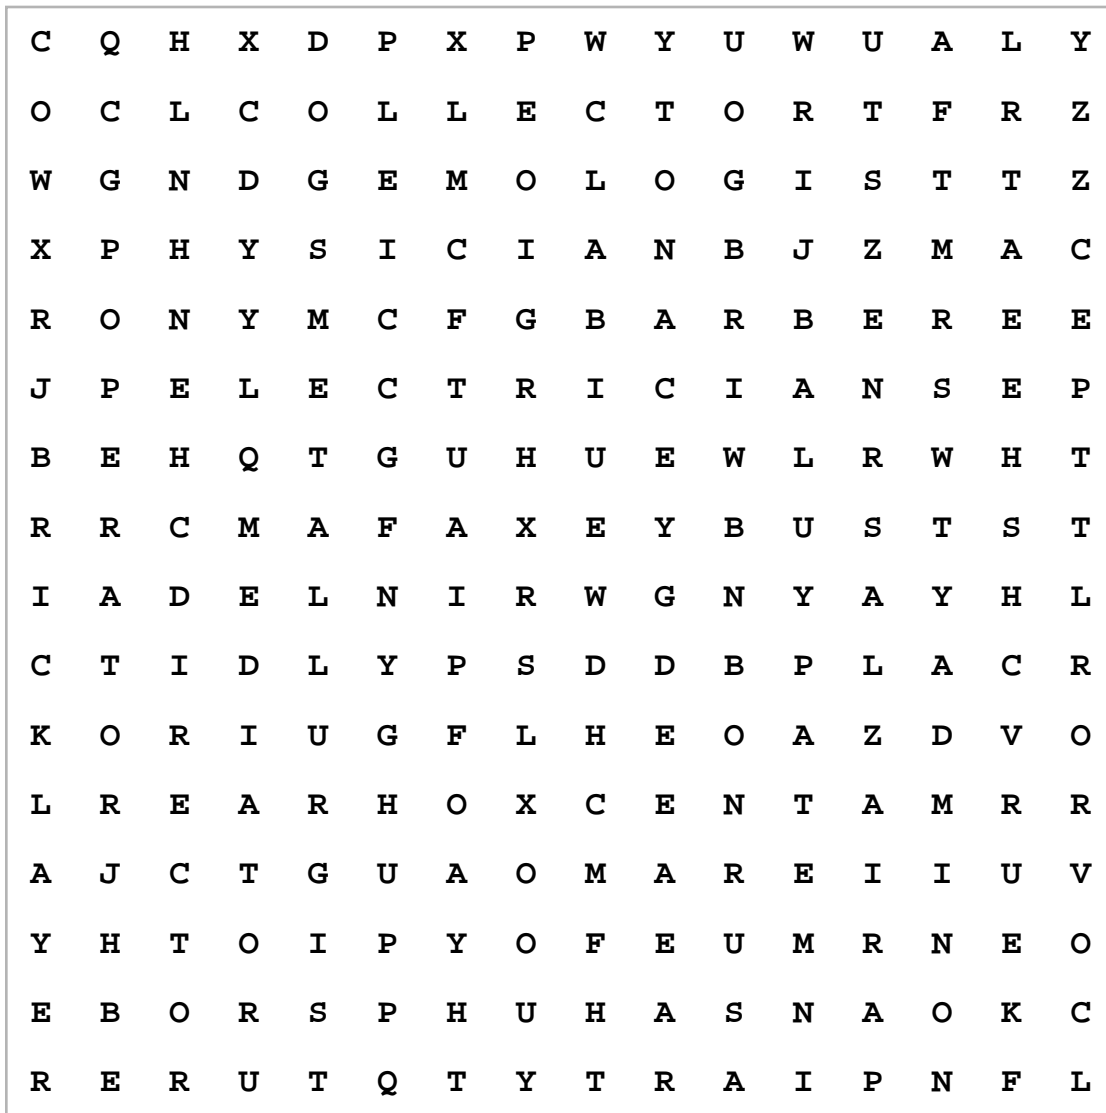 C Q H X D P X P W Y U W U A L Y
O C L C O L L E C T O R T F R Z
W G N D G E M O L O G I S T T Z
X P H Y S I C I A N B J Z M A C
R O N Y M C F G B A R B E R E E
J P E L E C T R I C I A N S E P
B E H Q T G U H U E W L R W H T
R R C M A F A X E Y B U S T S T
I A D E L N I R W G N Y A Y H L
C T I D L Y P S D D B P L A C R
K O R I U G F L H E O A Z D V O
L R E A R H O X C E N T A M R R
A J C T G U A O M A R E I I U V
Y H T O I P Y O F E U M R N E O
E B O R S P H U H A S N A O K C
R E R U T Q T Y T R A I P N F L